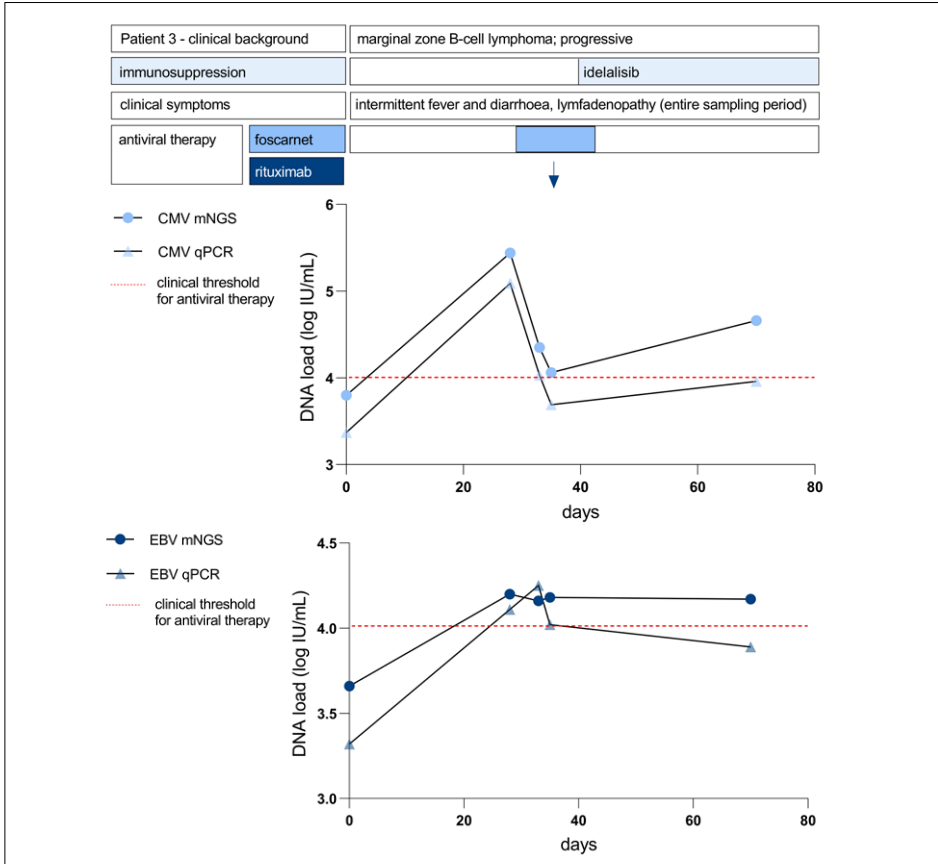 Patient 3 - clinical background
marginal zone B-cell lymphoma; progressive
immunosuppression
idelalisib
clinical symptoms
intermittent fever and diarrhoea, lymfadenopathy (entire sampling period)
antiviral therapy
foscarnet
rituximab
CMV mNGS
CMV qPCR
clinical threshold
for antiviral therapy
DNA load (log IU/mL)
6
5
4
3
0 20 40 60 80
days
EBV mNGS
EBV qPCR
clinical threshold
for antiviral therapy
DNA load (log IU/mL)
4.5
4.0
3.5
3.0
0 20 40 60 80
days